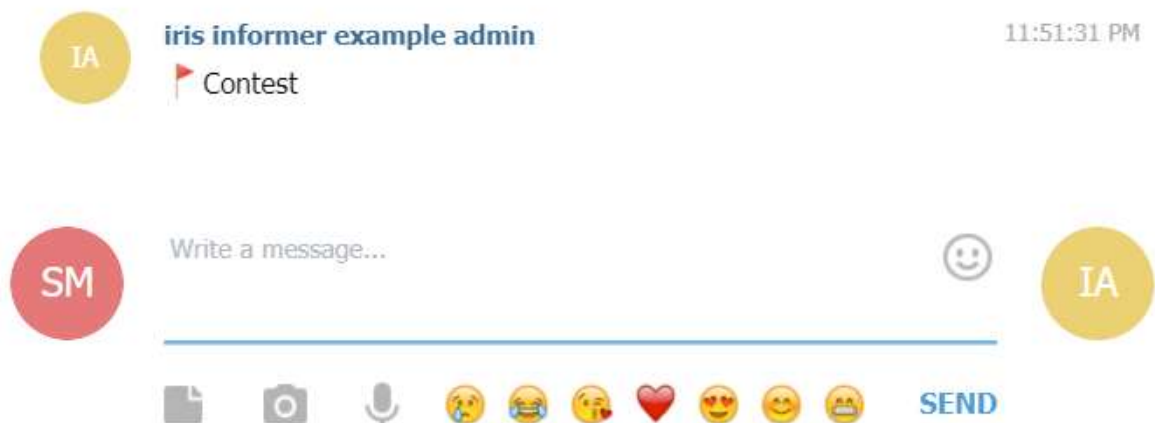 IA
iris informer example admin
11:51:31 PM
🚩 Contest
SM
Write a message...
IA
SEND